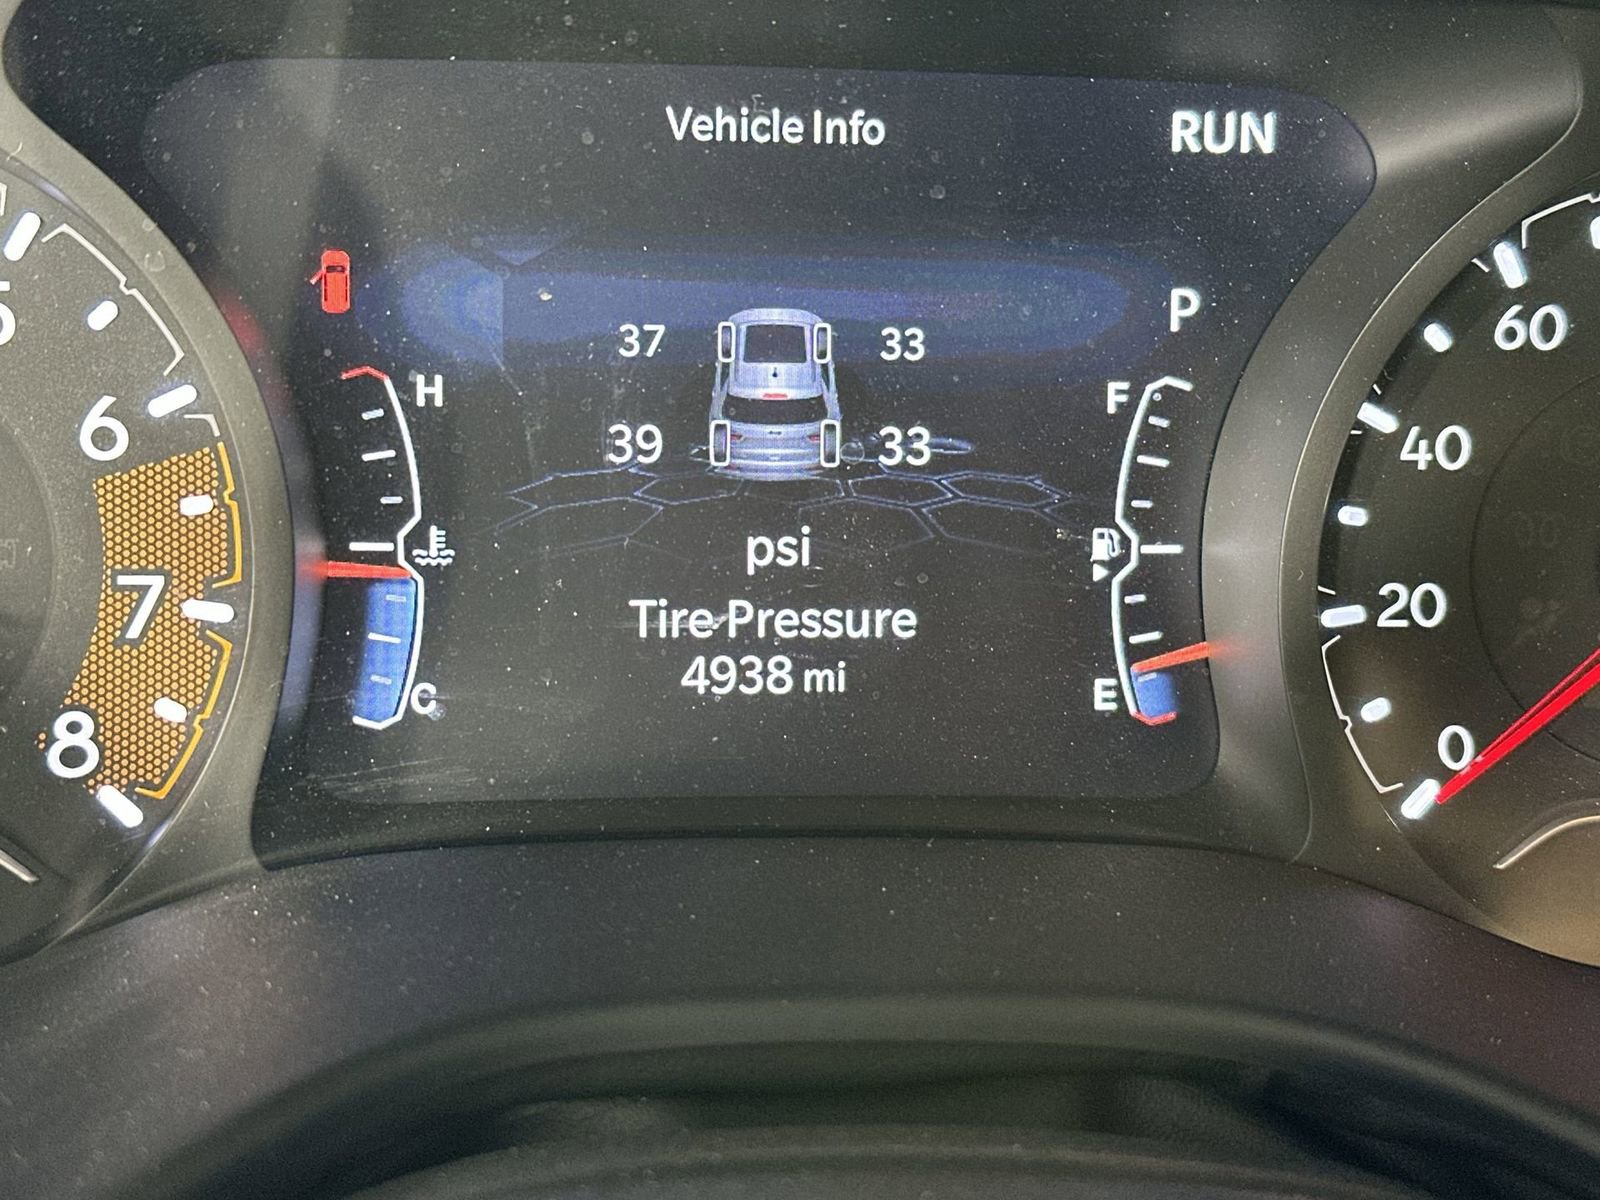 Vehicle Info
RUN
P
37 33
39 33
psi
Tire Pressure
4938 mi
H
C
F
E
6
7
8
60
40
20
0